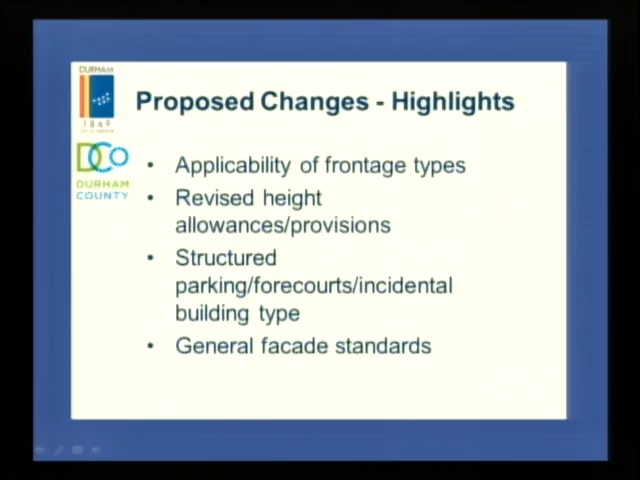 DURHAM
1869
DCo
DURHAM
COUNTY
Proposed Changes - Highlights
• Applicability of frontage types
• Revised height
allowances/provisions
• Structured
parking/forecourts/incidental
building type
• General facade standards